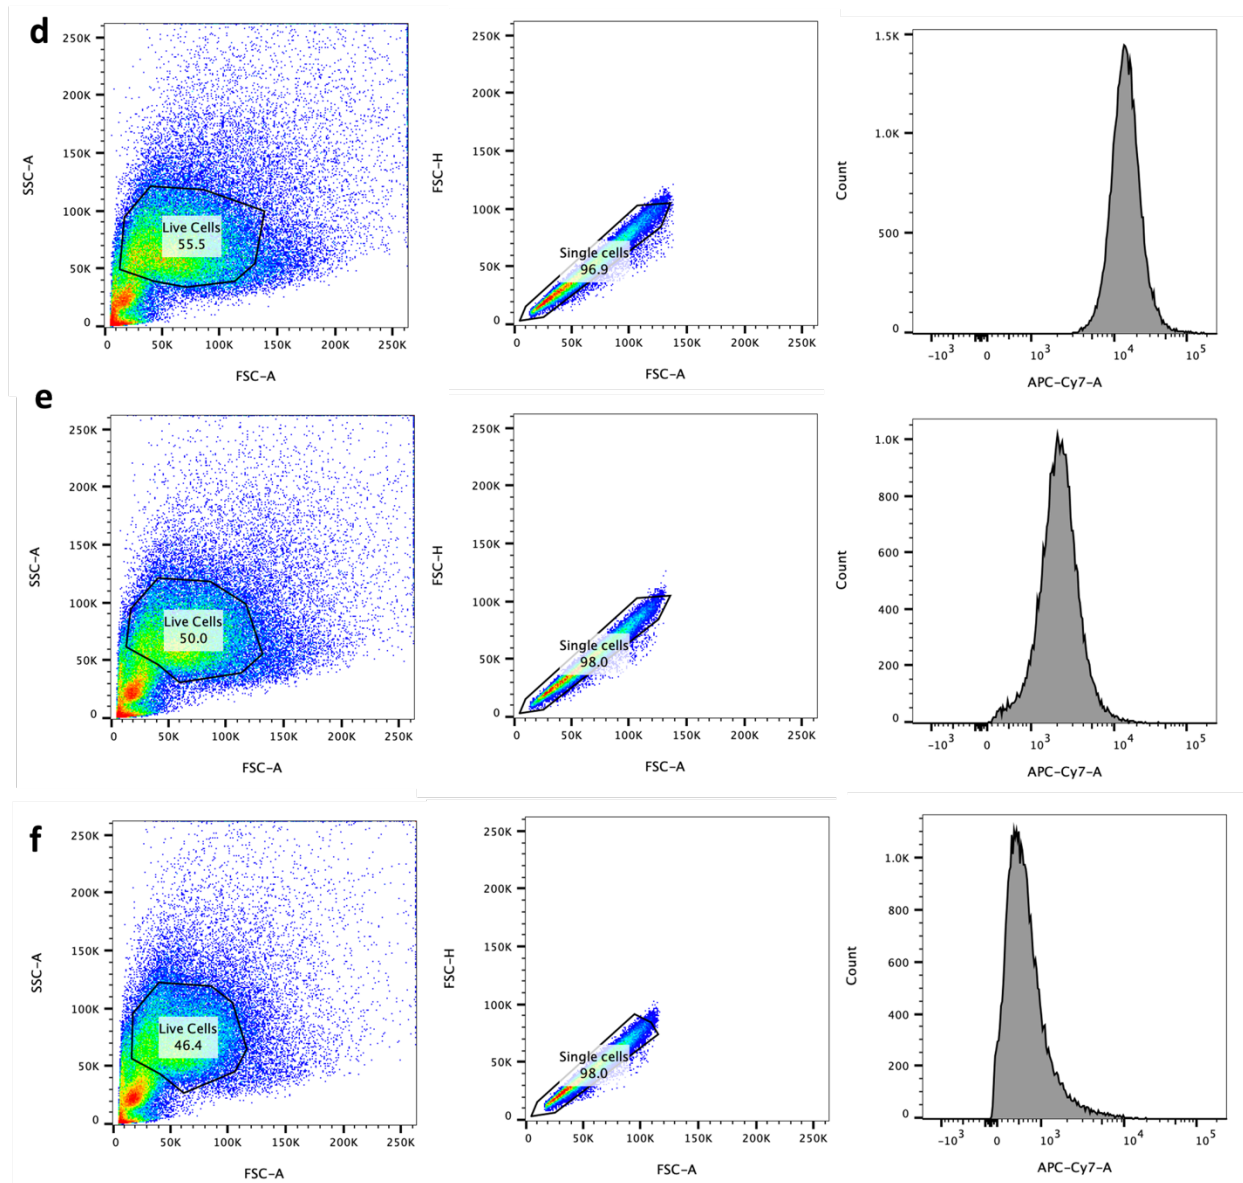 d
250K
200K
150K
100K
50K
0
SSC-A
Live Cells
55.5
0 50K 100K 150K 200K 250K
FSC-A
250K
200K
150K
100K
50K
0
FSC-H
Single cells
96.9
0 50K 100K 150K 200K 250K
FSC-A
1.5K
1.0K
500
0
Count
-10³ 0 10³ 10⁴ 10⁵
APC-Cy7-A
e
250K
200K
150K
100K
50K
0
SSC-A
Live Cells
50.0
0 50K 100K 150K 200K 250K
FSC-A
250K
200K
150K
100K
50K
0
FSC-H
Single cells
98.0
0 50K 100K 150K 200K 250K
FSC-A
1.0K
800
600
400
200
0
Count
-10³ 0 10³ 10⁴ 10⁵
APC-Cy7-A
f
250K
200K
150K
100K
50K
0
SSC-A
Live Cells
46.4
0 50K 100K 150K 200K 250K
FSC-A
250K
200K
150K
100K
50K
0
FSC-H
Single cells
98.0
0 50K 100K 150K 200K 250K
FSC-A
1.0K
800
600
400
200
0
Count
-10³ 0 10³ 10⁴ 10⁵
APC-Cy7-A